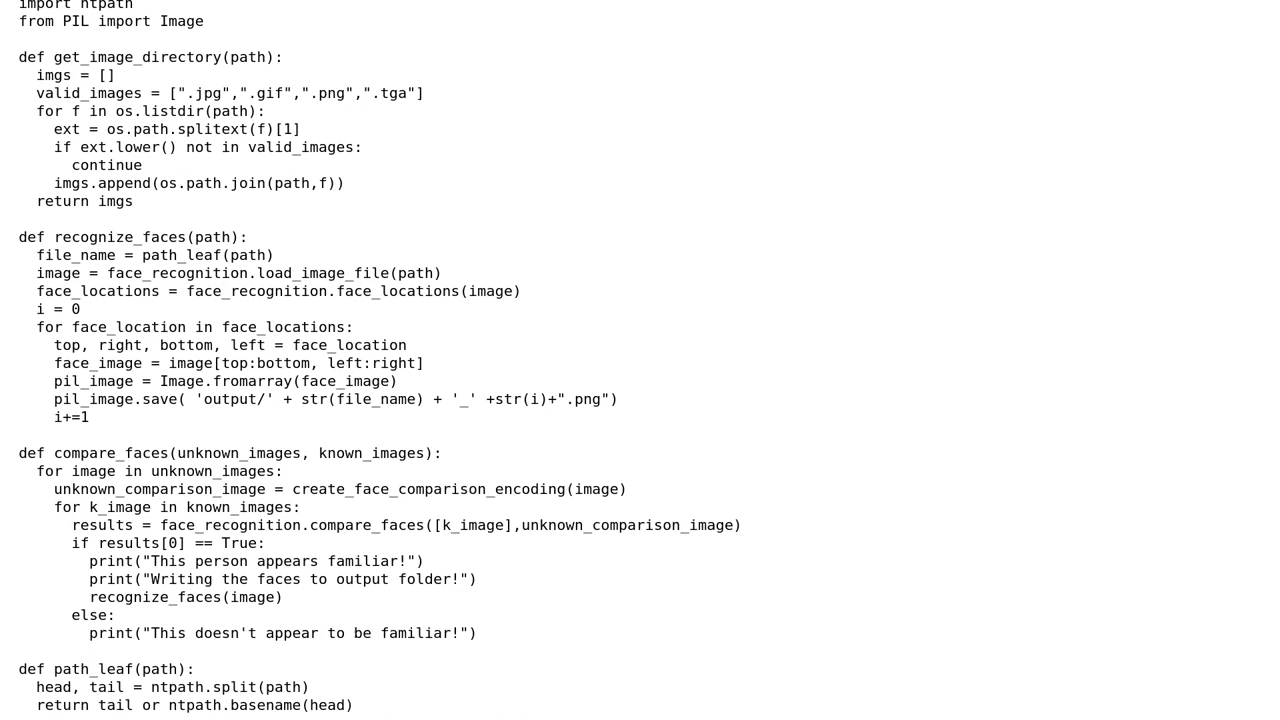 import ntpath
from PIL import Image

def get_image_directory(path):
  imgs = []
  valid_images = [".jpg",".gif",".png",".tga"]
  for f in os.listdir(path):
    ext = os.path.splitext(f)[1]
    if ext.lower() not in valid_images:
      continue
    imgs.append(os.path.join(path,f))
  return imgs

def recognize_faces(path):
  file_name = path_leaf(path)
  image = face_recognition.load_image_file(path)
  face_locations = face_recognition.face_locations(image)
  i = 0
  for face_location in face_locations:
    top, right, bottom, left = face_location
    face_image = image[top:bottom, left:right]
    pil_image = Image.fromarray(face_image)
    pil_image.save( 'output/' + str(file_name) + '_' +str(i)+".png")
    i+=1

def compare_faces(unknown_images, known_images):
  for image in unknown_images:
    unknown_comparison_image = create_face_comparison_encoding(image)
    for k_image in known_images:
      results = face_recognition.compare_faces([k_image],unknown_comparison_image)
      if results[0] == True:
        print("This person appears familiar!")
        print("Writing the faces to output folder!")
        recognize_faces(image)
      else:
        print("This doesn't appear to be familiar!")

def path_leaf(path):
  head, tail = ntpath.split(path)
  return tail or ntpath.basename(head)